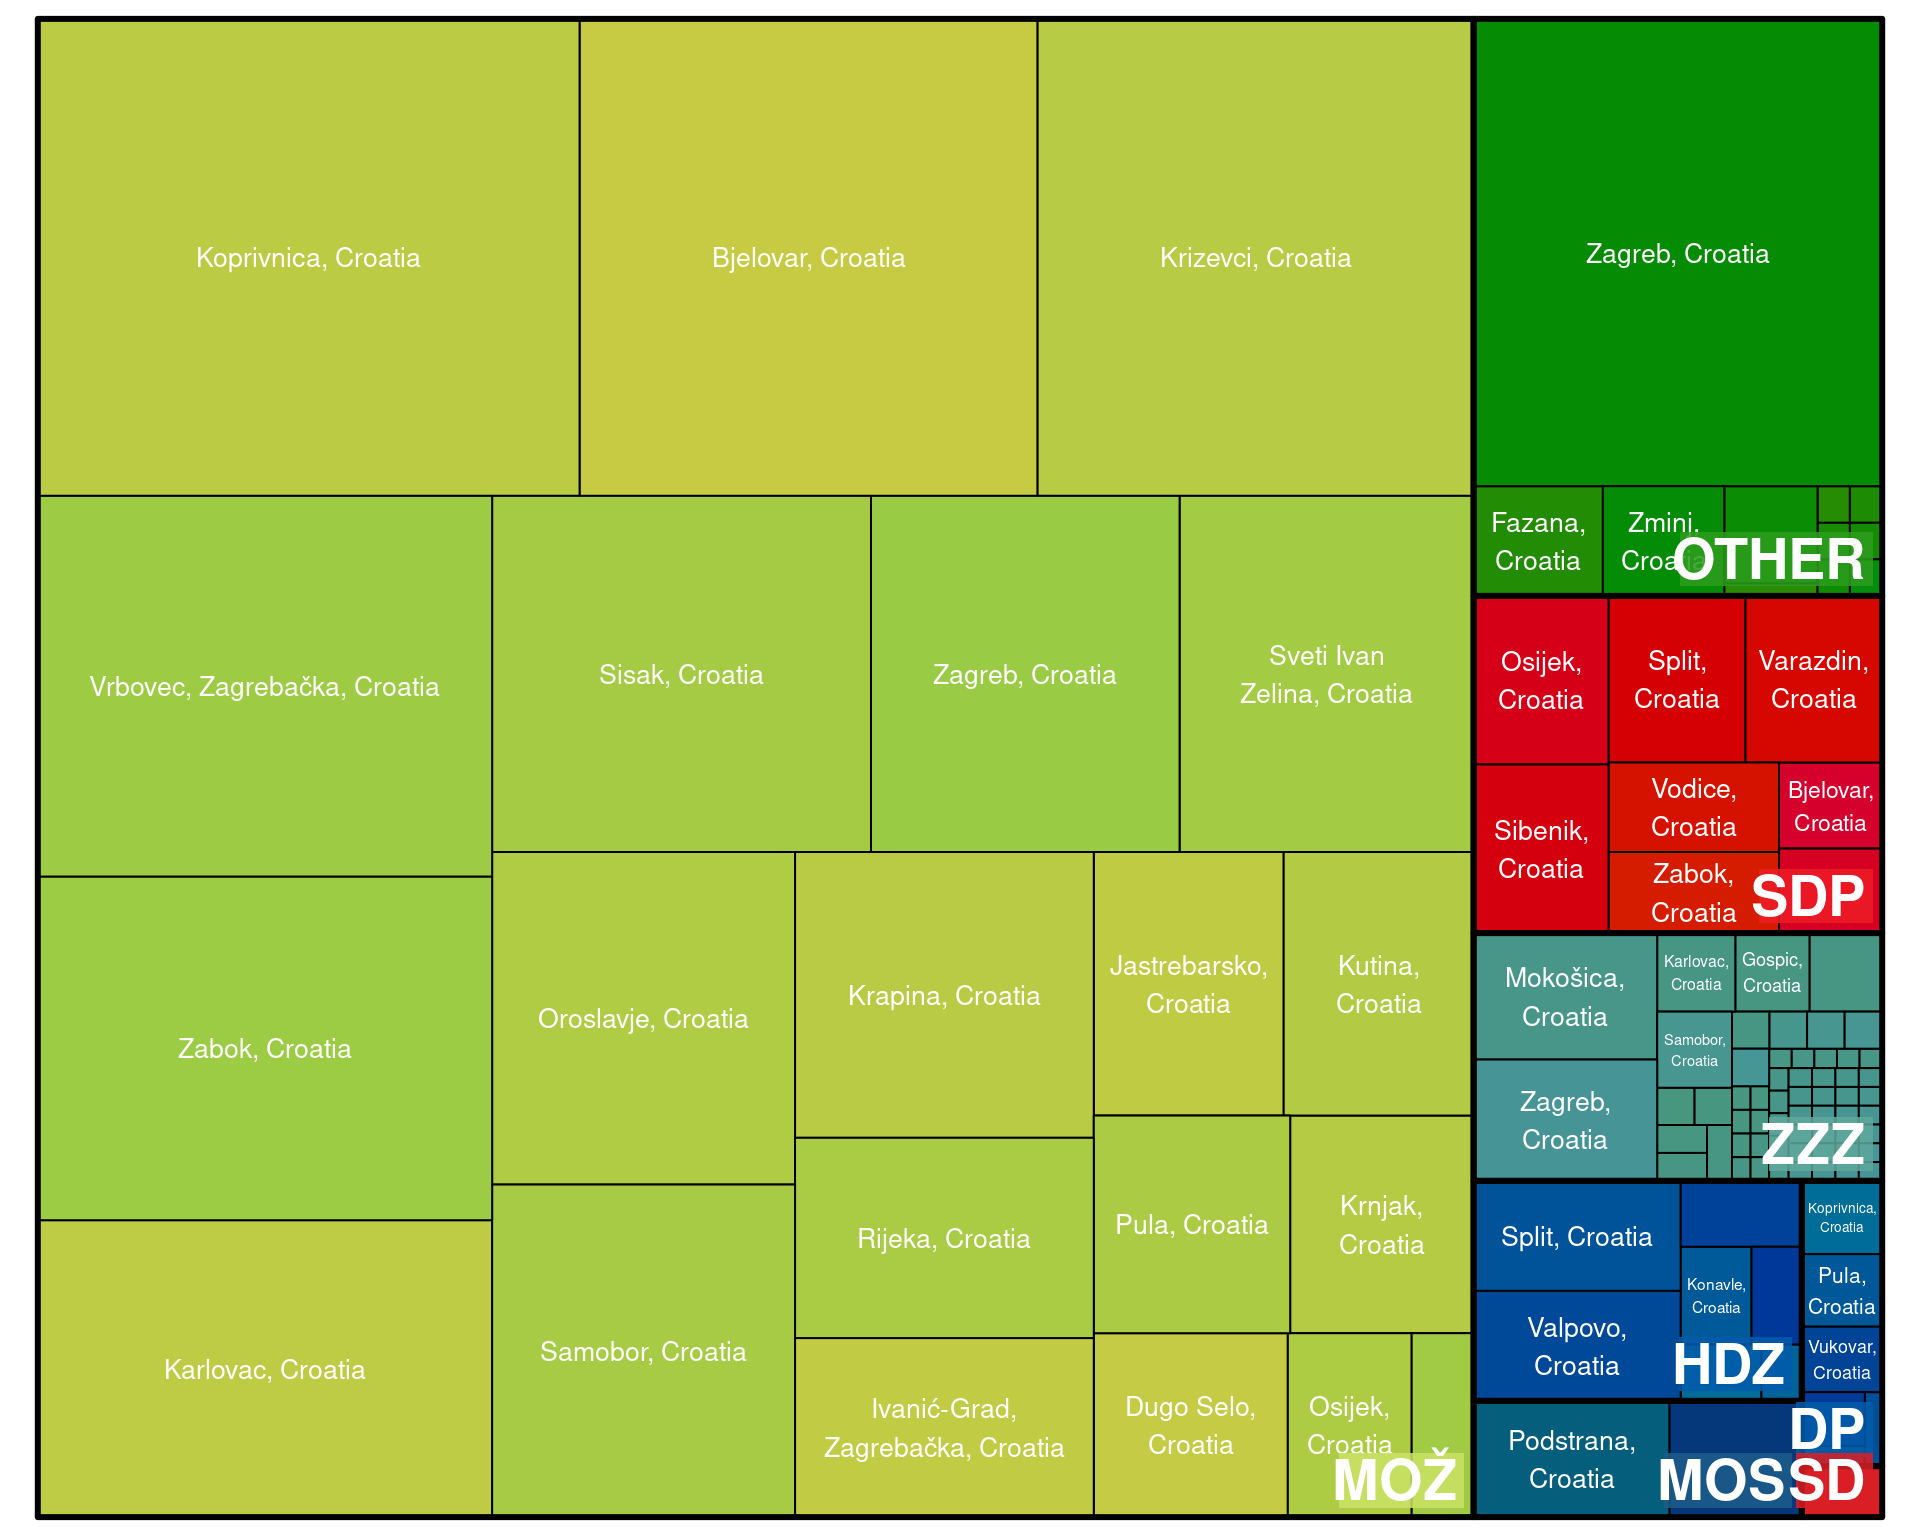 Koprivnica, Croatia
Bjelovar, Croatia
Krizevci, Croatia
Vrbovec, Zagrebačka, Croatia
Sisak, Croatia
Zagreb, Croatia
Sveti Ivan
Zelina, Croatia
Zabok, Croatia
Karlovac, Croatia
Oroslavje, Croatia
Samobor, Croatia
Krapina, Croatia
Rijeka, Croatia
Ivanić-Grad,
Zagrebačka, Croatia
Jastrebarsko,
Croatia
Kutina,
Croatia
Pula, Croatia
Krnjak,
Croatia
Dugo Selo,
Croatia
Osijek,
Croatia
MOŽ
Zagreb, Croatia
Fazana,
Croatia
Zmini,
Croatia
OTHER
Osijek,
Croatia
Split,
Croatia
Varazdin,
Croatia
Sibenik,
Croatia
Vodice,
Croatia
Bjelovar,
Croatia
Zabok,
Croatia
SDP
Mokošica,
Croatia
Karlovac,
Croatia
Gospic,
Croatia
Samobor,
Croatia
Zagreb,
Croatia
ZZZ
Split, Croatia
Valpovo,
Croatia
Konavle,
Croatia
HDZ
Koprivnica,
Croatia
Pula,
Croatia
Vukovar,
Croatia
DP
Podstrana,
Croatia
MOS
SD